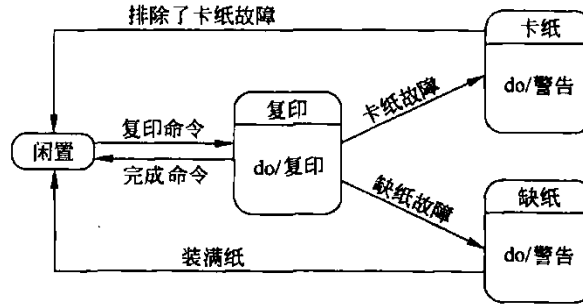 排除了卡纸故障
卡纸
do/警告
卡纸故障
复印
do/复印
复印命令
闲置
完成命令
缺纸故障
缺纸
do/警告
装满纸